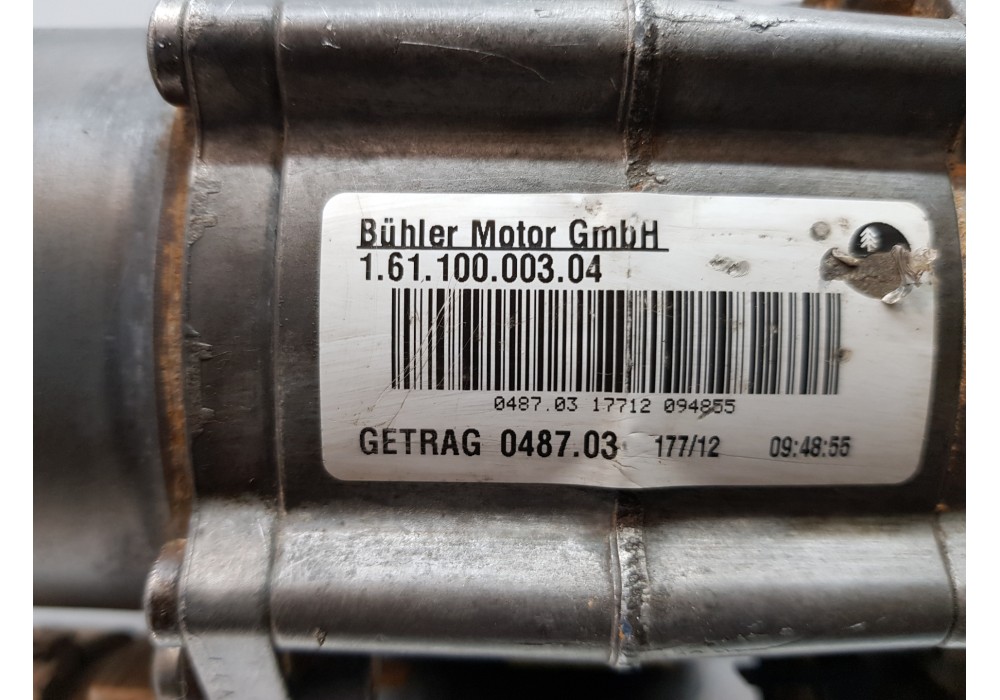 Bühler Motor GmbH
1.61.100.003.04
0487.03 17712 094855
GETRAG 0487.03 177/12 09:48:55